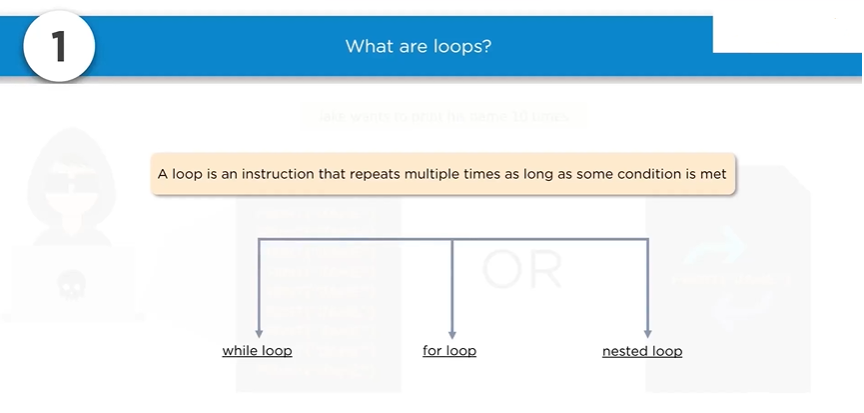 1
What are loops?
Jake wants to print his name 10 times
A loop is an instruction that repeats multiple times as long as some condition is met
OR
while loop
for loop
nested loop